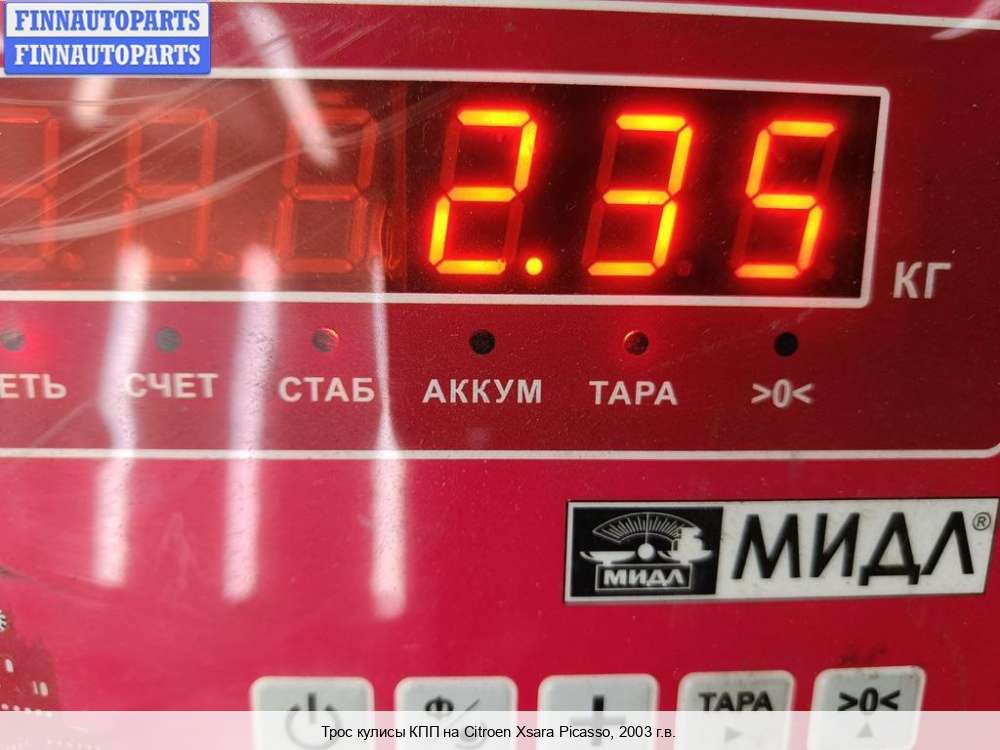 FINNAUTOPARTS
FINNAUTOPARTS
2.35
КГ
ЕТЬ СЧЕТ СТАБ АККУМ ТАРА >0<
МИДЛ МИДЛ®
ТАРА >0<
Трос кулисы КПП на Citroen Xsara Picasso, 2003 г.в.